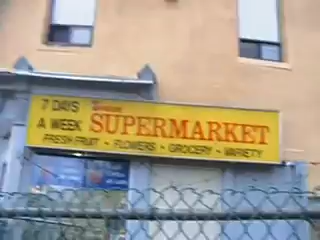 7 DAYS
A WEEK SUPERMARKET
FRESH FRUIT • FLOWERS • GROCERY • VARIETY